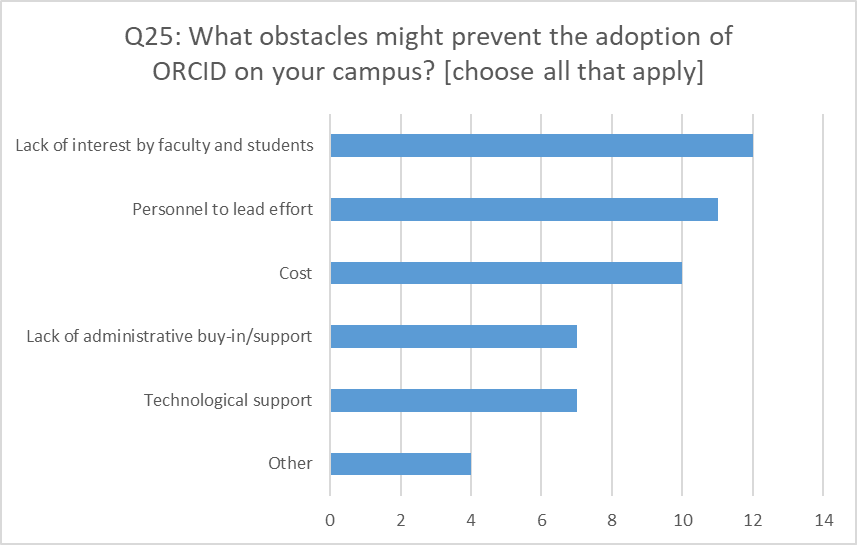 Q25: What obstacles might prevent the adoption of
ORCID on your campus? [choose all that apply]
Lack of interest by faculty and students
Personnel to lead effort
Cost
Lack of administrative buy-in/support
Technological support
Other
0 2 4 6 8 10 12 14